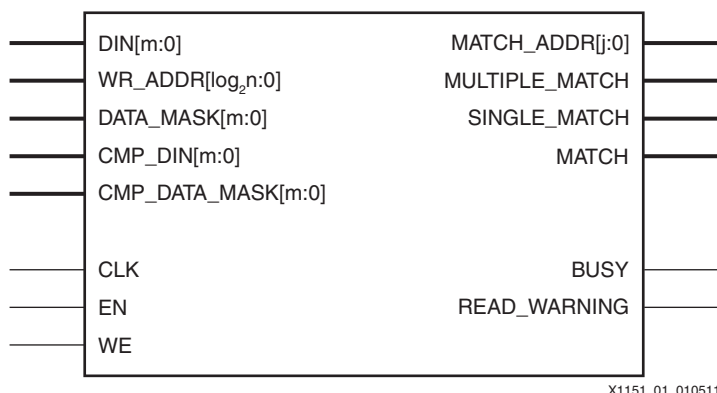 DIN[m:0] MATCH_ADDR[j:0]
WR_ADDR[log₂n:0] MULTIPLE_MATCH
DATA_MASK[m:0] SINGLE_MATCH
CMP_DIN[m:0] MATCH
CMP_DATA_MASK[m:0]
CLK BUSY
EN READ_WARNING
WE
X1151_01_010511